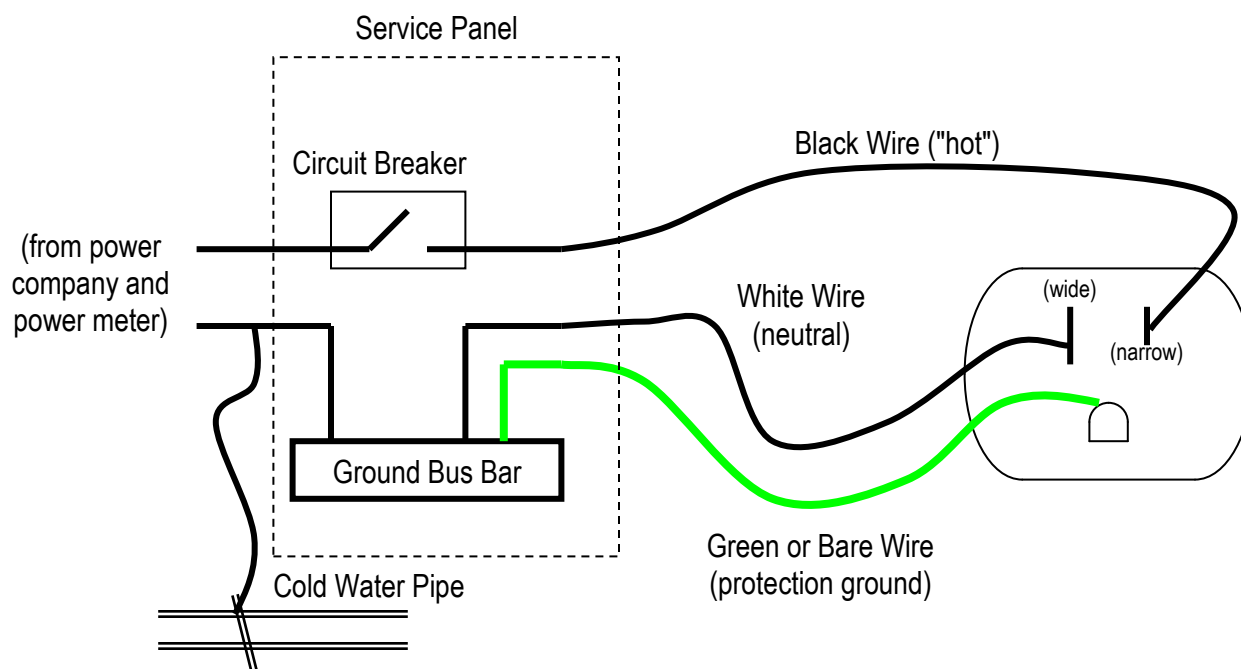 Service Panel
Black Wire ("hot")
Circuit Breaker
(from power
company and
power meter)
White Wire
(neutral)
(wide)
(narrow)
Ground Bus Bar
Green or Bare Wire
(protection ground)
Cold Water Pipe